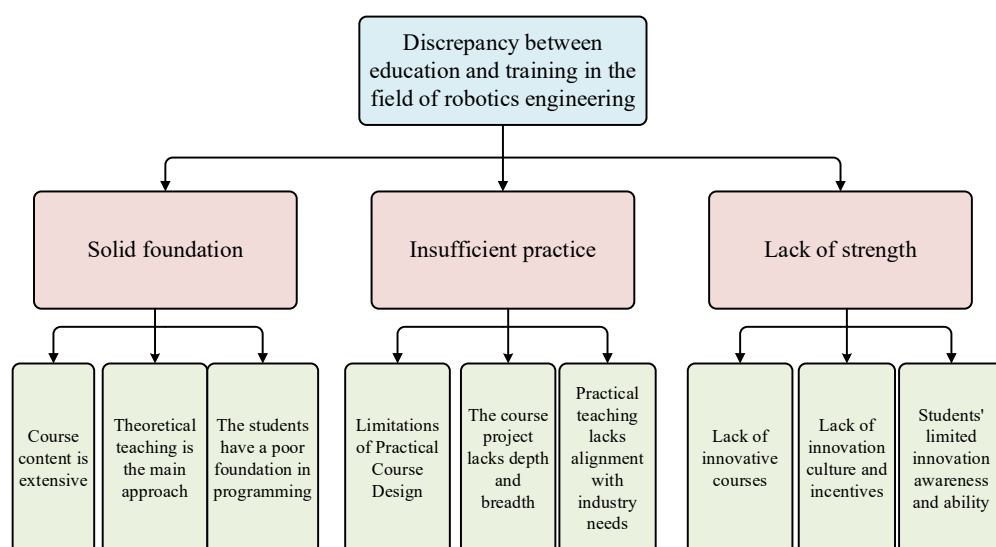 Discrepancy between
education and training in the
field of robotics engineering
Solid foundation
Insufficient practice
Lack of strength
Course
content is
extensive
Theoretical
teaching is
the main
approach
The students
have a poor
foundation in
programming
Limitations
of Practical
Course
Design
The course
project
lacks depth
and
breadth
Practical
teaching
lacks
alignment
with
industry
needs
Lack of
innovative
courses
Lack of
innovation
culture and
incentives
Students'
limited
innovation
awareness
and ability